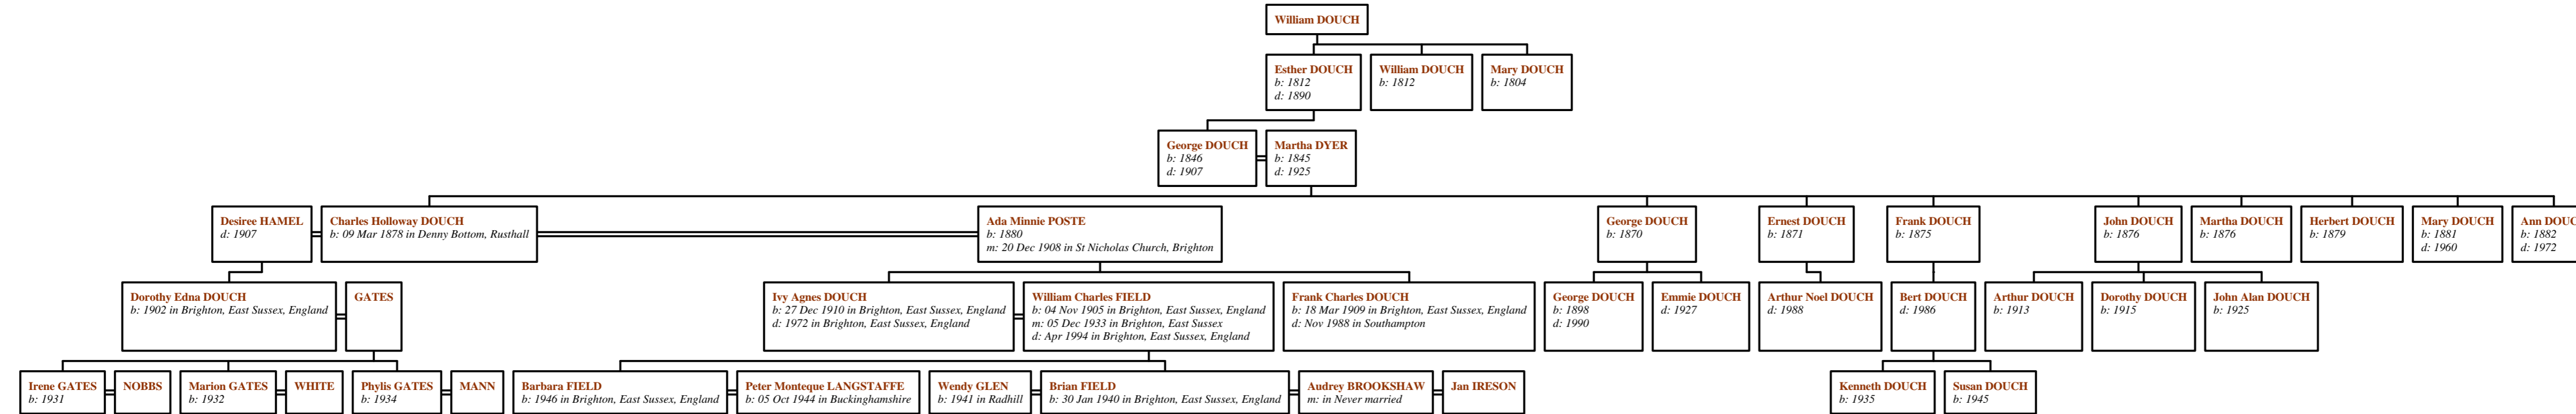 William DOUCH
Esther DOUCH
b: 1812
d: 1890
William DOUCH
b: 1812
Mary DOUCH
b: 1804
George DOUCH
b: 1846
d: 1907
Martha DYER
b: 1845
d: 1925
Desiree HAMEL
d: 1907
Charles Holloway DOUCH
b: 09 Mar 1878 in Denny Bottom, Rusthall
Ada Minnie POSTE
b: 1880
m: 20 Dec 1908 in St Nicholas Church, Brighton
George DOUCH
b: 1870
Ernest DOUCH
b: 1871
Frank DOUCH
b: 1875
John DOUCH
b: 1876
Martha DOUCH
b: 1876
Herbert DOUCH
b: 1879
Mary DOUCH
b: 1881
d: 1960
Ann DOUC
b: 1882
d: 1972
Dorothy Edna DOUCH
b: 1902 in Brighton, East Sussex, England
GATES
Ivy Agnes DOUCH
b: 27 Dec 1910 in Brighton, East Sussex, England
d: 1972 in Brighton, East Sussex, England
William Charles FIELD
b: 04 Nov 1905 in Brighton, East Sussex, England
m: 05 Dec 1933 in Brighton, East Sussex
d: Apr 1994 in Brighton, East Sussex, England
Frank Charles DOUCH
b: 18 Mar 1909 in Brighton, East Sussex, England
d: Nov 1988 in Southampton
George DOUCH
b: 1898
d: 1990
Emmie DOUCH
d: 1927
Arthur Noel DOUCH
d: 1988
Bert DOUCH
d: 1986
Arthur DOUCH
b: 1913
Dorothy DOUCH
b: 1915
John Alan DOUCH
b: 1925
Irene GATES
b: 1931
NOBBS
Marion GATES
b: 1932
WHITE
Phylis GATES
b: 1934
MANN
Barbara FIELD
b: 1946 in Brighton, East Sussex, England
Peter Monteque LANGSTAFFE
b: 05 Oct 1944 in Buckinghamshire
Wendy GLEN
b: 1941 in Radhill
Brian FIELD
b: 30 Jan 1940 in Brighton, East Sussex, England
Audrey BROOKSHAW
m: in Never married
Jan IRESON
Kenneth DOUCH
b: 1935
Susan DOUCH
b: 1945